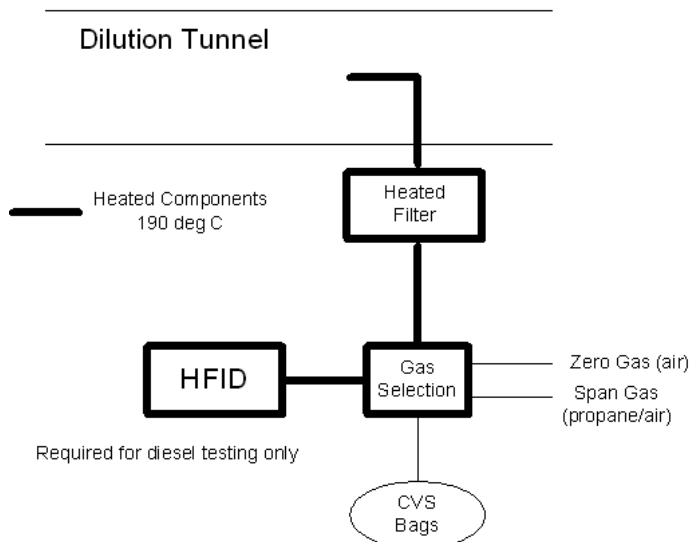 Dilution Tunnel
Heated Components
190 deg C
Heated
Filter
HFID
Gas
Selection
Zero Gas (air)
Span Gas
(propane/air)
Required for diesel testing only
CVS
Bags